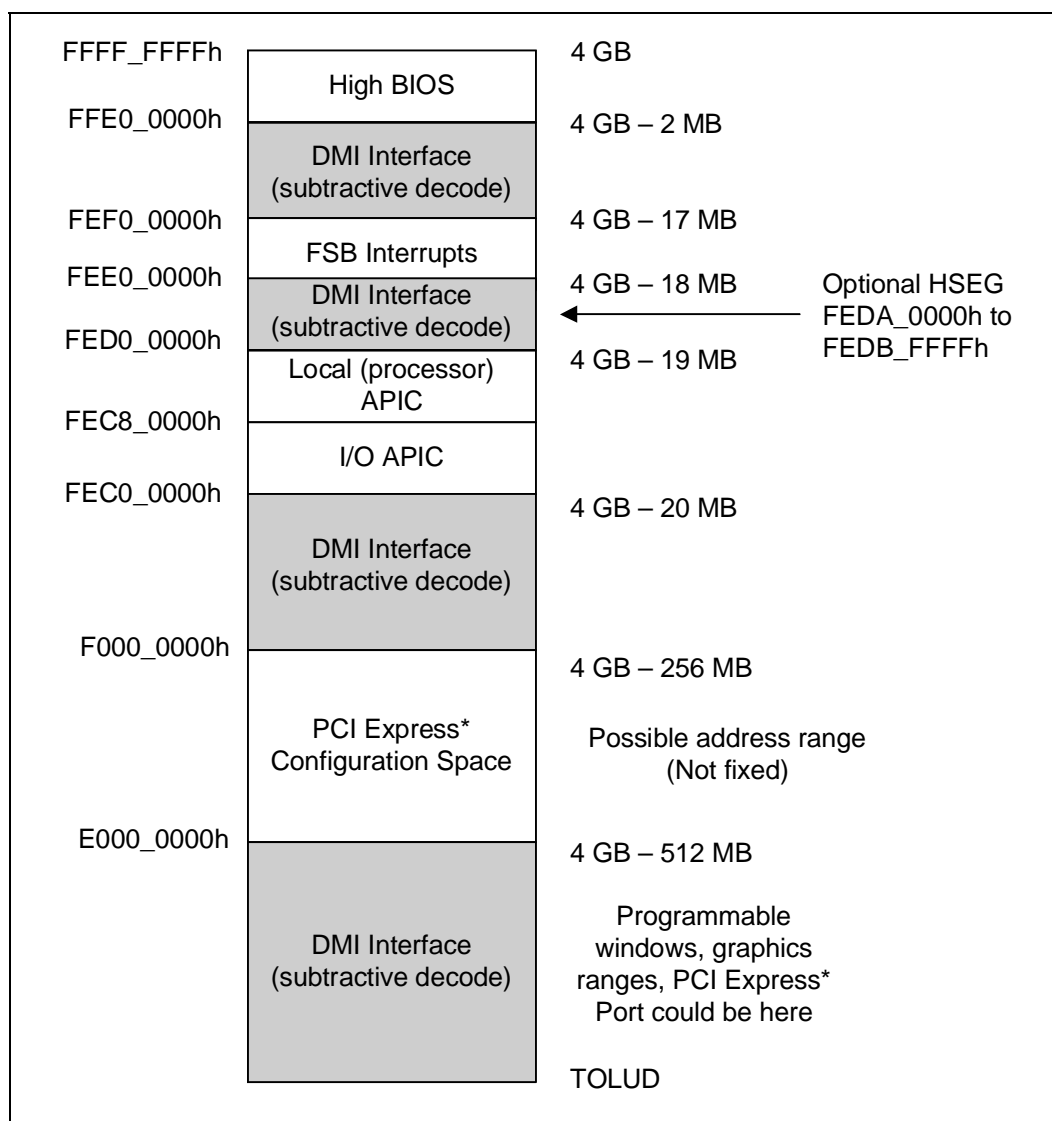 FFFF_FFFFh
4 GB
High BIOS
FFE0_0000h
4 GB – 2 MB
DMI Interface
(subtractive decode)
FEF0_0000h
4 GB – 17 MB
FSB Interrupts
FEE0_0000h
4 GB – 18 MB
DMI Interface
(subtractive decode)
Optional HSEG
FEDA_0000h to
FEDB_FFFFh
FED0_0000h
4 GB – 19 MB
Local (processor)
APIC
FEC8_0000h
I/O APIC
FEC0_0000h
4 GB – 20 MB
DMI Interface
(subtractive decode)
F000_0000h
4 GB – 256 MB
PCI Express*
Configuration Space
Possible address range
(Not fixed)
E000_0000h
4 GB – 512 MB
DMI Interface
(subtractive decode)
Programmable
windows, graphics
ranges, PCI Express*
Port could be here
TOLUD